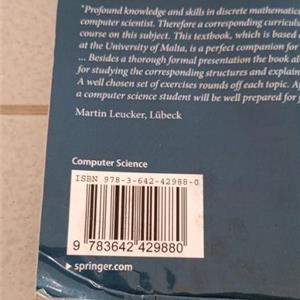 "Profound knowledge and skills in discrete mathematic
computer scientist. Therefore a corresponding curricul
course on this subject. This textbook, which is based
at the University of Malta, is a perfect companion for
... Besides a thorough formal presentation the book al
for studying the corresponding structures and explain
A well chosen set of exercises rounds off each topic. A
a computer science student will be well prepared for
Martin Leucker, Lübeck
Computer Science
ISBN 978-3-642-42988-0
9 783642 429880
springer.com